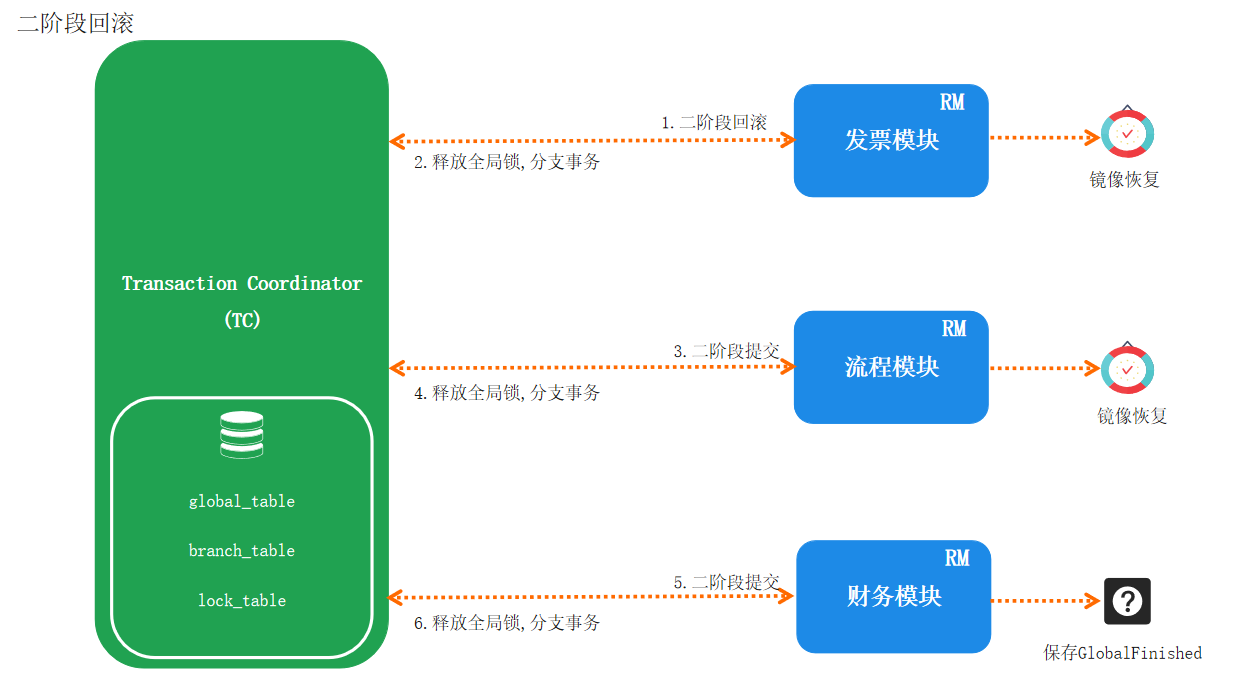 二阶段回滚
RM
1.二阶段回滚
发票模块
2.释放全局锁,分支事务
镜像恢复
Transaction Coordinator
(TC)
RM
3.二阶段提交
流程模块
4.释放全局锁,分支事务
镜像恢复
global_table
branch_table
lock_table
RM
5.二阶段提交
财务模块
6.释放全局锁,分支事务
?
保存GlobalFinished